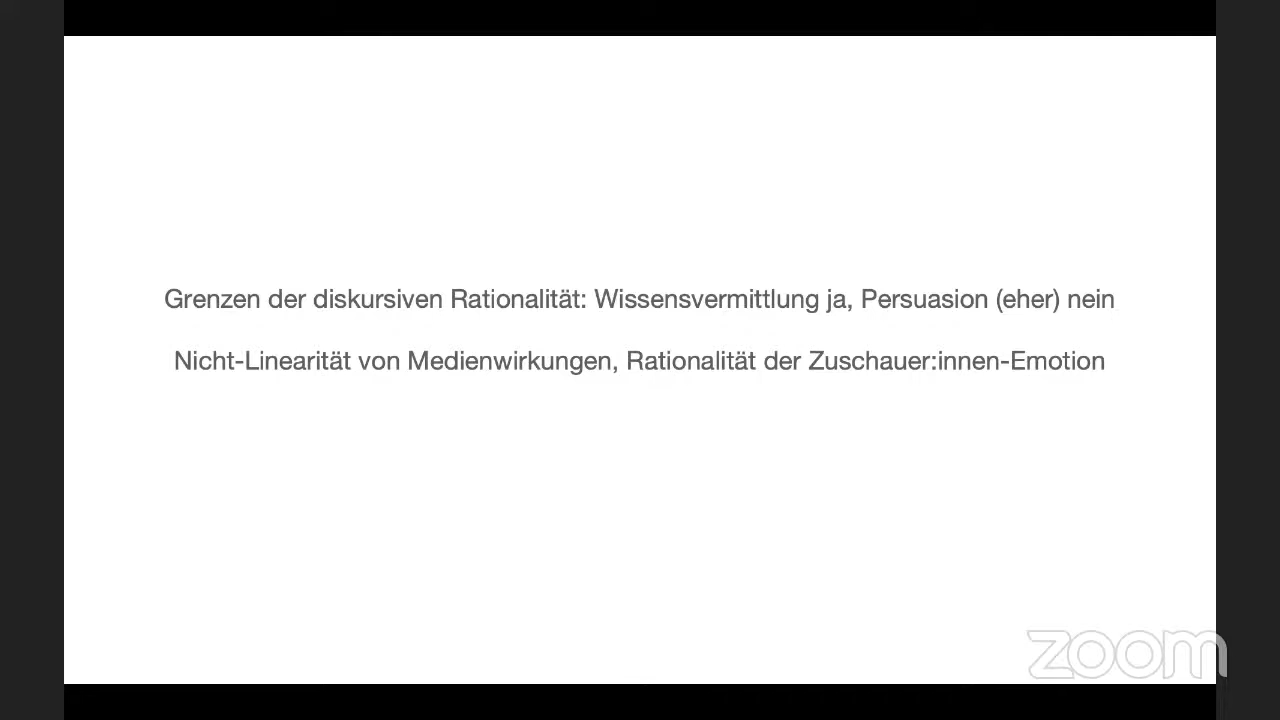 Grenzen der diskursiven Rationalität: Wissensvermittlung ja, Persuasion (eher) nein
Nicht-Linearität von Medienwirkungen, Rationalität der Zuschauer:innen-Emotion
zoom